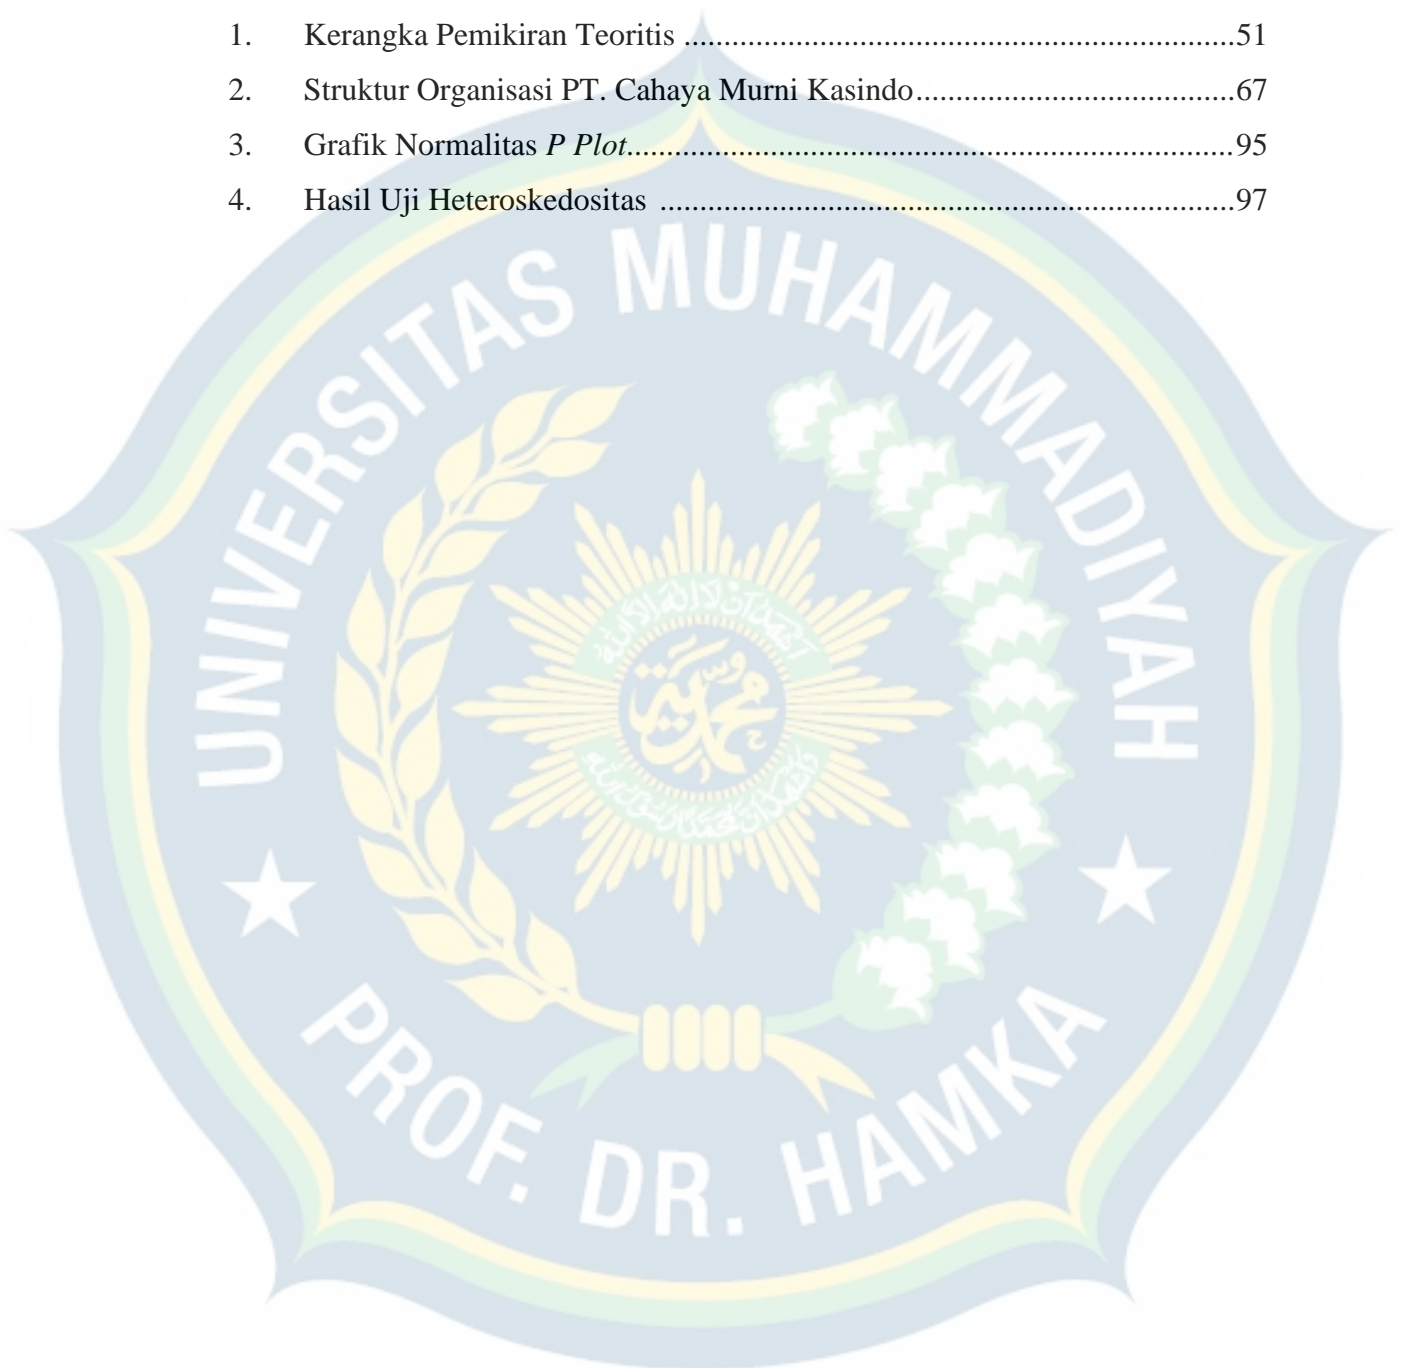 1. Kerangka Pemikiran Teoritis ......................................................................51
2. Struktur Organisasi PT. Cahaya Murni Kasindo........................................67
3. Grafik Normalitas P Plot.............................................................................95
4. Hasil Uji Heteroskedositas .........................................................................97
UNIVERSITAS MUHAMMADIYAH
محمدية
PROF. DR. HAMKA